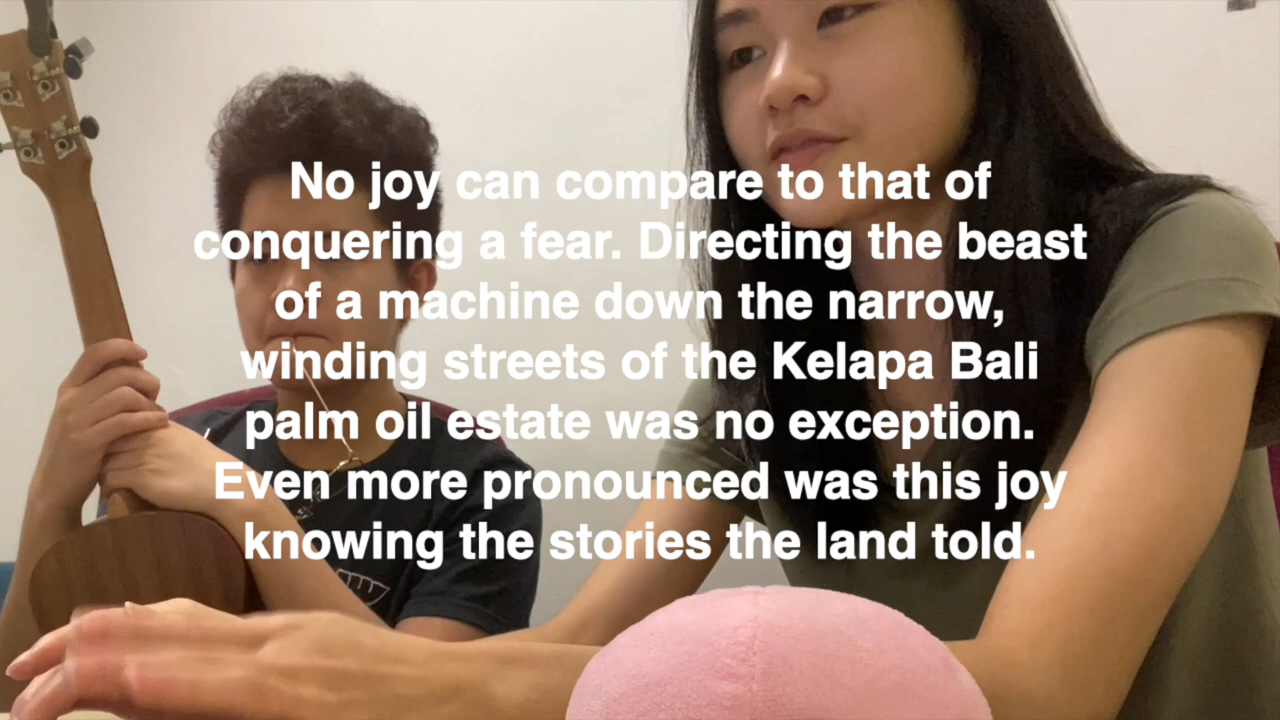 No joy can compare to that of
conquering a fear. Directing the beast
of a machine down the narrow,
winding streets of the Kelapa Bali
palm oil estate was no exception.
Even more pronounced was this joy
knowing the stories the land told.